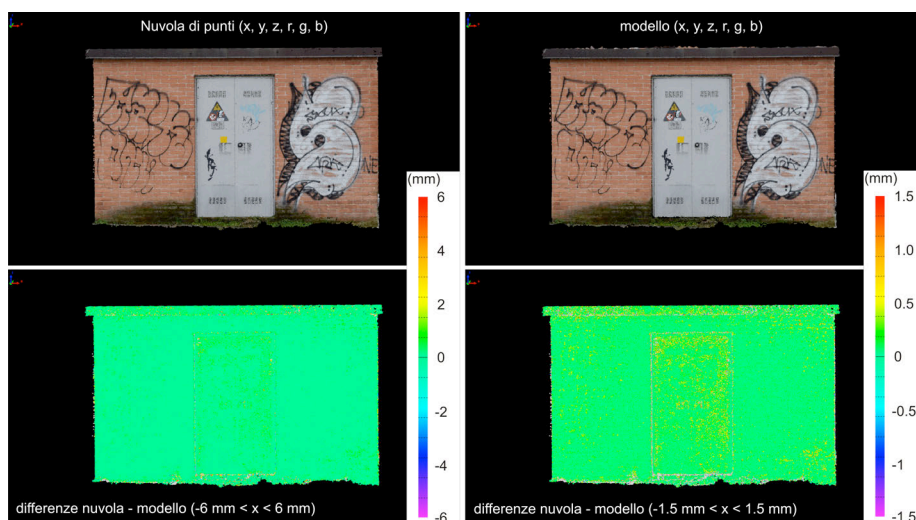 Nuvola di punti (x, y, z, r, g, b)
modello (x, y, z, r, g, b)
(mm)
6
4
2
0
-2
-4
-6
(mm)
1.5
1.0
0.5
0
-0.5
-1.0
-1.5
differenze nuvola - modello (-6 mm < x < 6 mm)
differenze nuvola - modello (-1.5 mm < x < 1.5 mm)